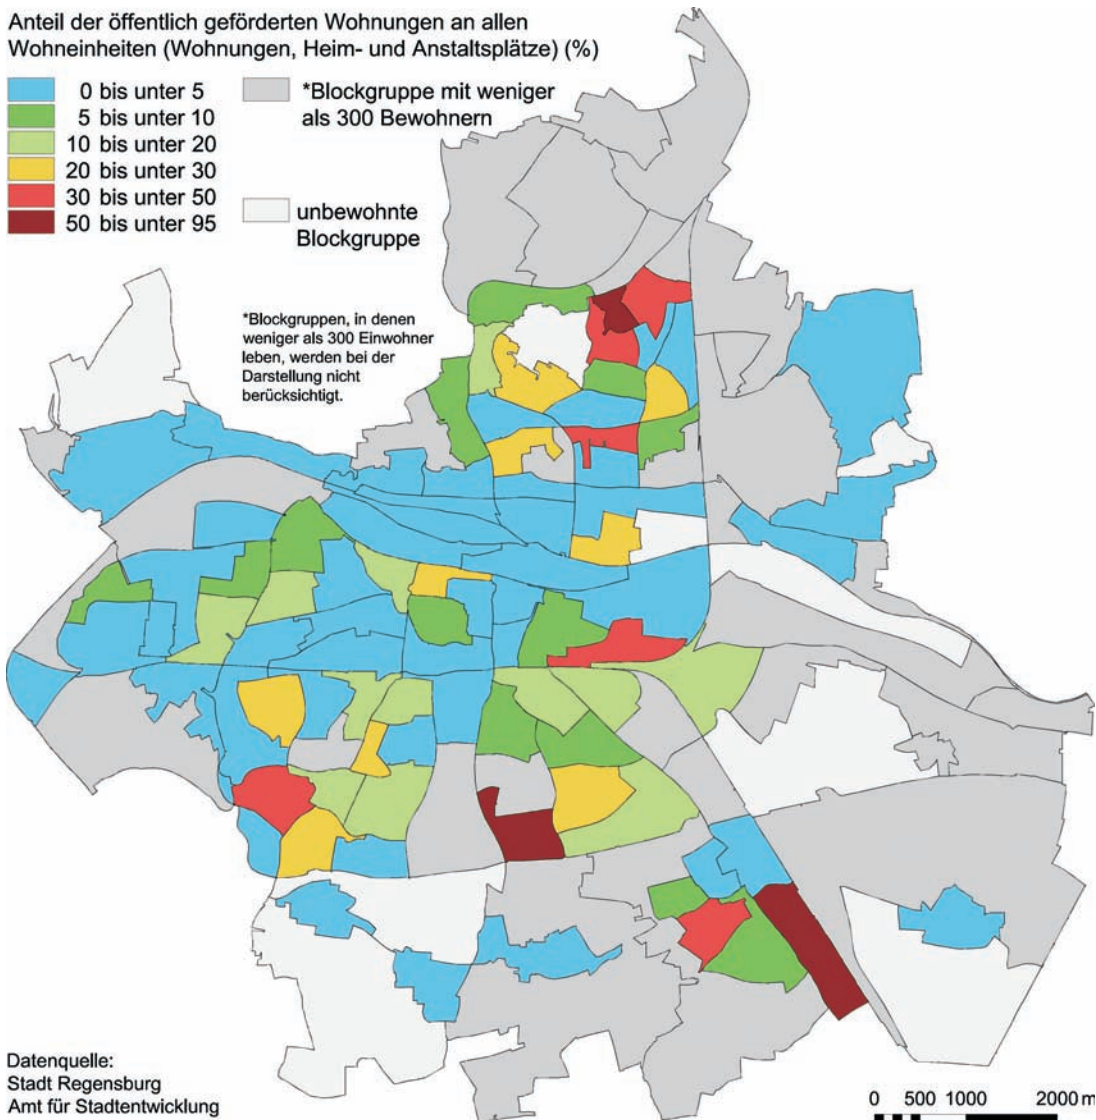 Anteil der öffentlich geförderten Wohnungen an allen
Wohneinheiten (Wohnungen, Heim- und Anstaltsplätze) (%)
0 bis unter 5
5 bis unter 10
10 bis unter 20
20 bis unter 30
30 bis unter 50
50 bis unter 95
*Blockgruppe mit weniger
als 300 Bewohnern
unbewohnte
Blockgruppe
*Blockgruppen, in denen
weniger als 300 Einwohner
leben, werden bei der
Darstellung nicht
berücksichtigt.
Datenquelle:
Stadt Regensburg
Amt für Stadtentwicklung
0 500 1000 2000 m